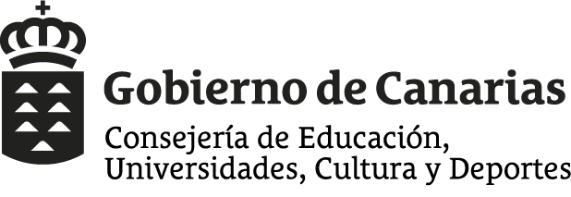 Gobierno de Canarias
Consejería de Educación,
Universidades, Cultura y Deportes